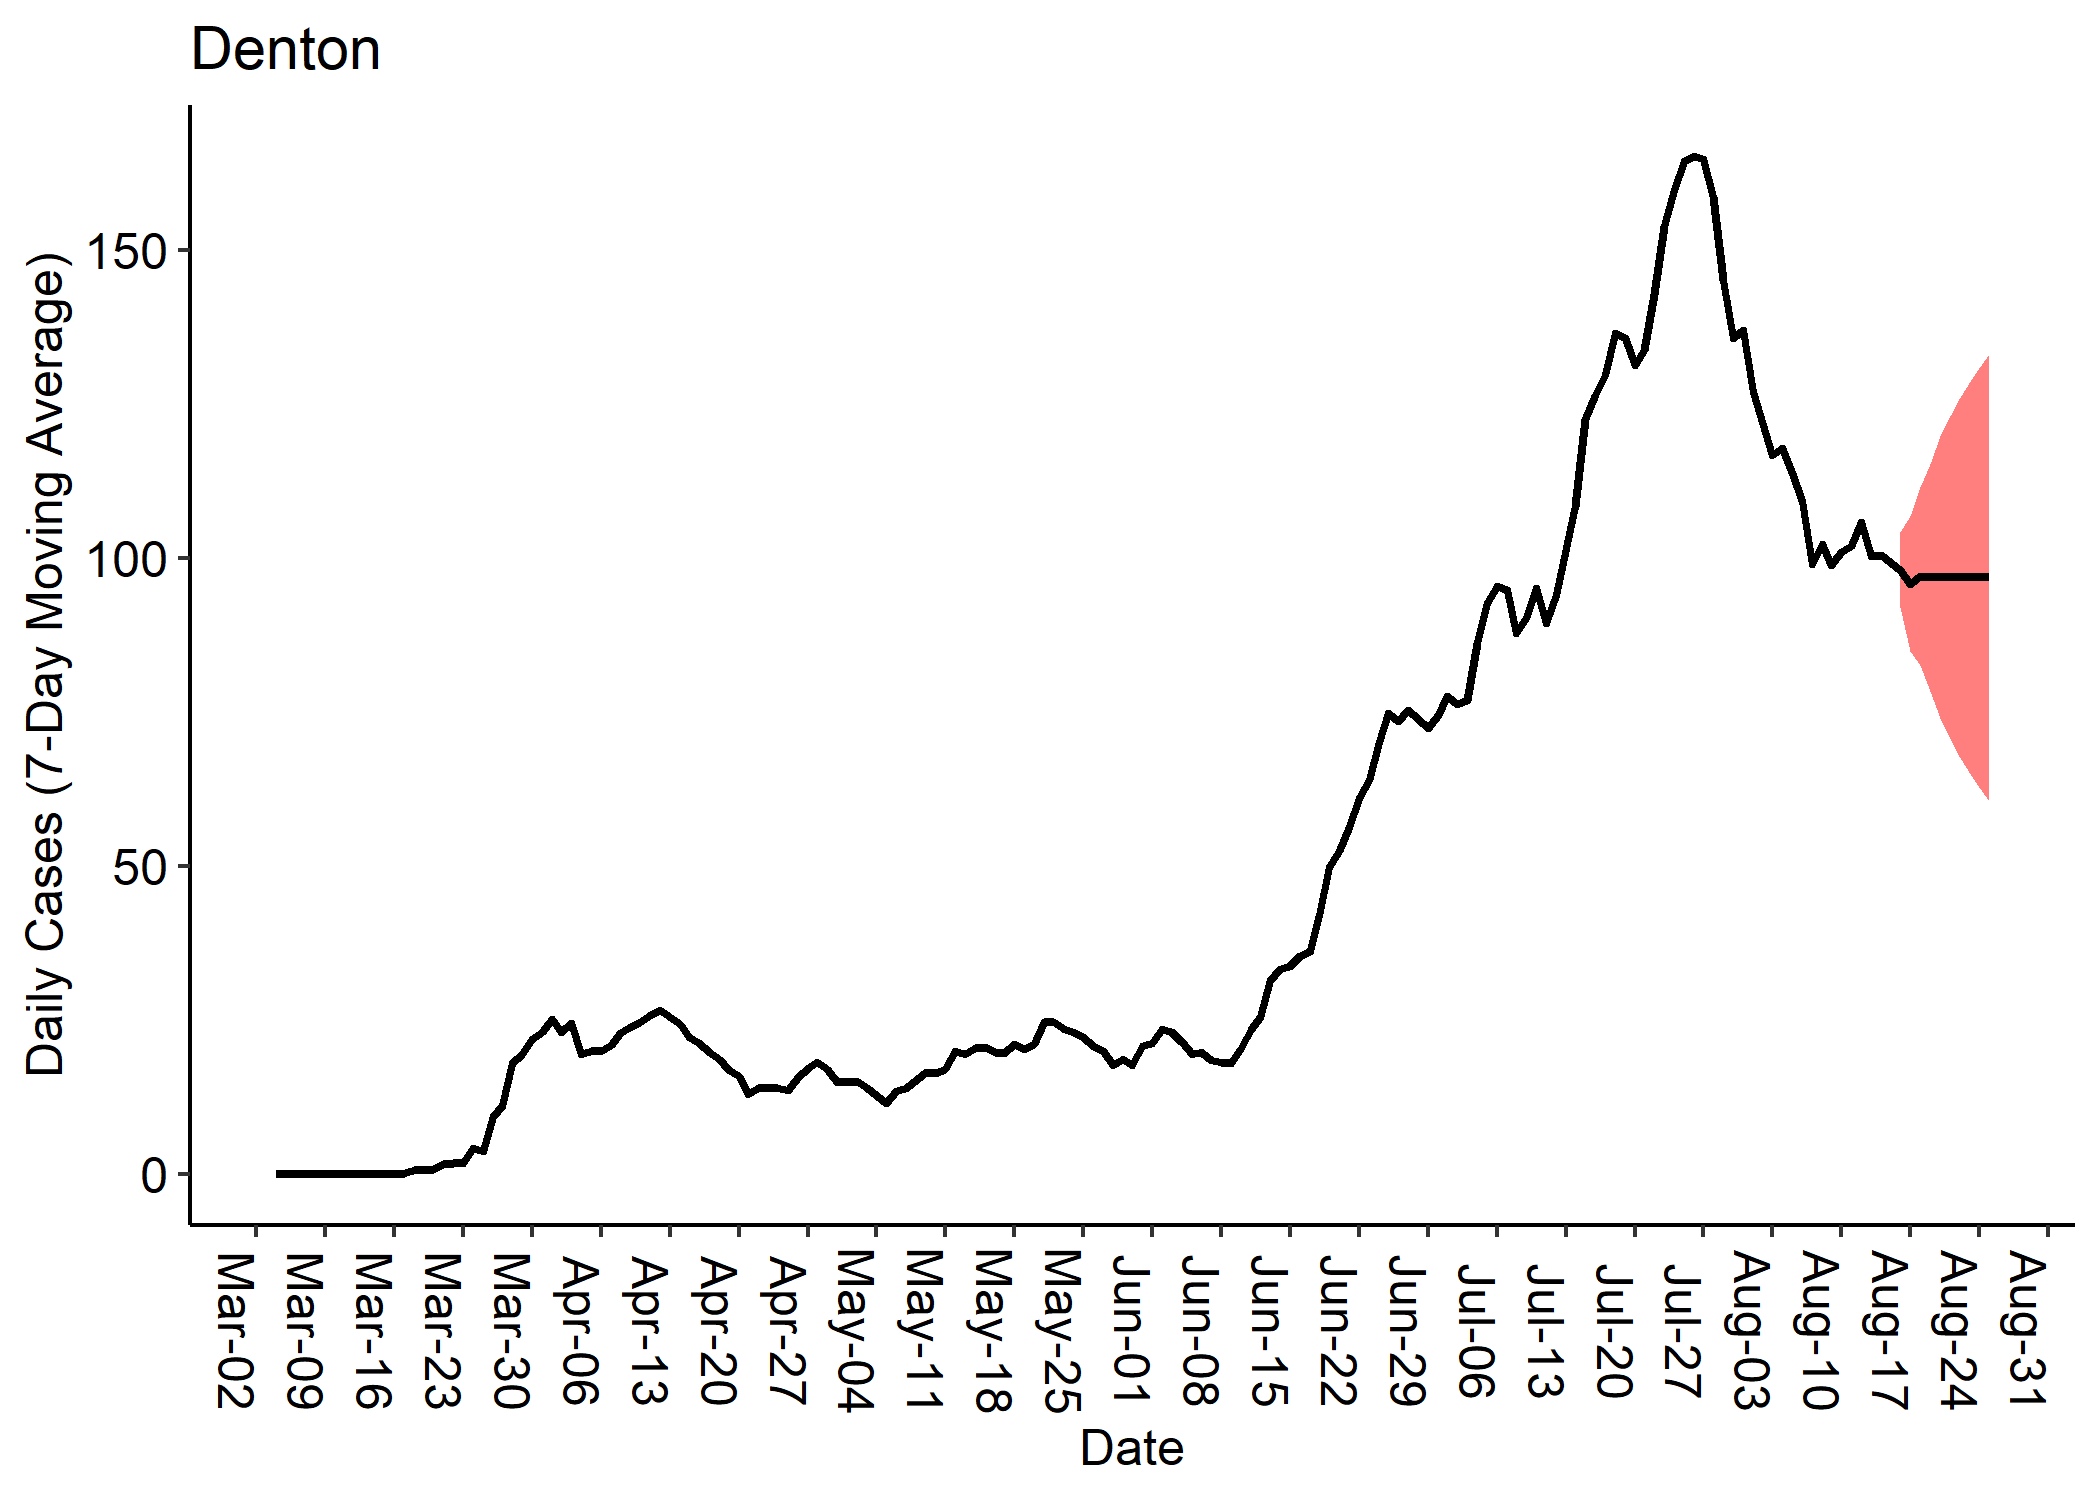 Denton
Daily Cases (7-Day Moving Average)
150
100
50
0
Mar-02
Mar-09
Mar-16
Mar-23
Mar-30
Apr-06
Apr-13
Apr-20
Apr-27
May-04
May-11
May-18
May-25
Jun-01
Jun-08
Jun-15
Jun-22
Jun-29
Jul-06
Jul-13
Jul-20
Jul-27
Aug-03
Aug-10
Aug-17
Aug-24
Aug-31
Date